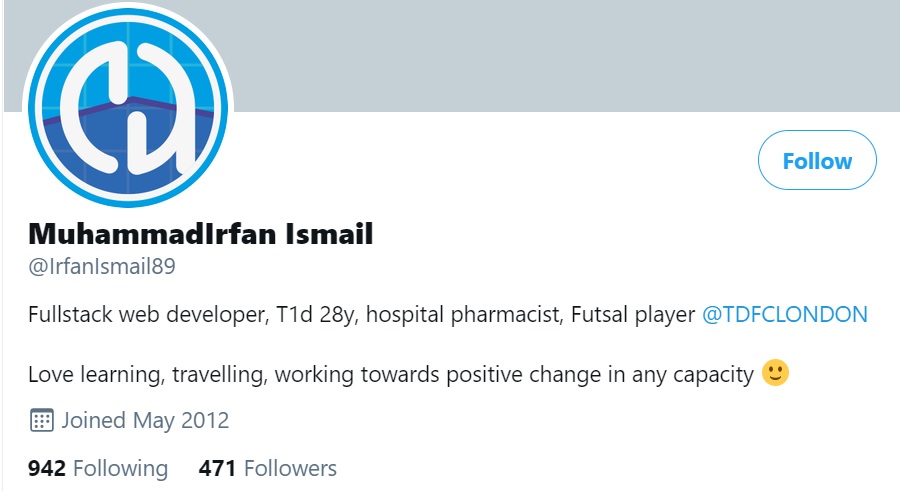 Follow
MuhammadIrfan Ismail
@IrfanIsmail89
Fullstack web developer, T1d 28y, hospital pharmacist, Futsal player @TDFCLONDON
Love learning, travelling, working towards positive change in any capacity 🙂
Joined May 2012
942 Following 471 Followers